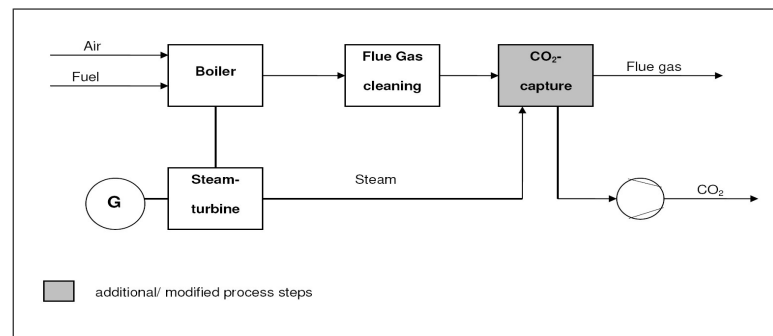 Air
Fuel
Boiler
Flue Gas
cleaning
CO₂-
capture
Flue gas
G
Steam-
turbine
Steam
CO₂
additional/ modified process steps